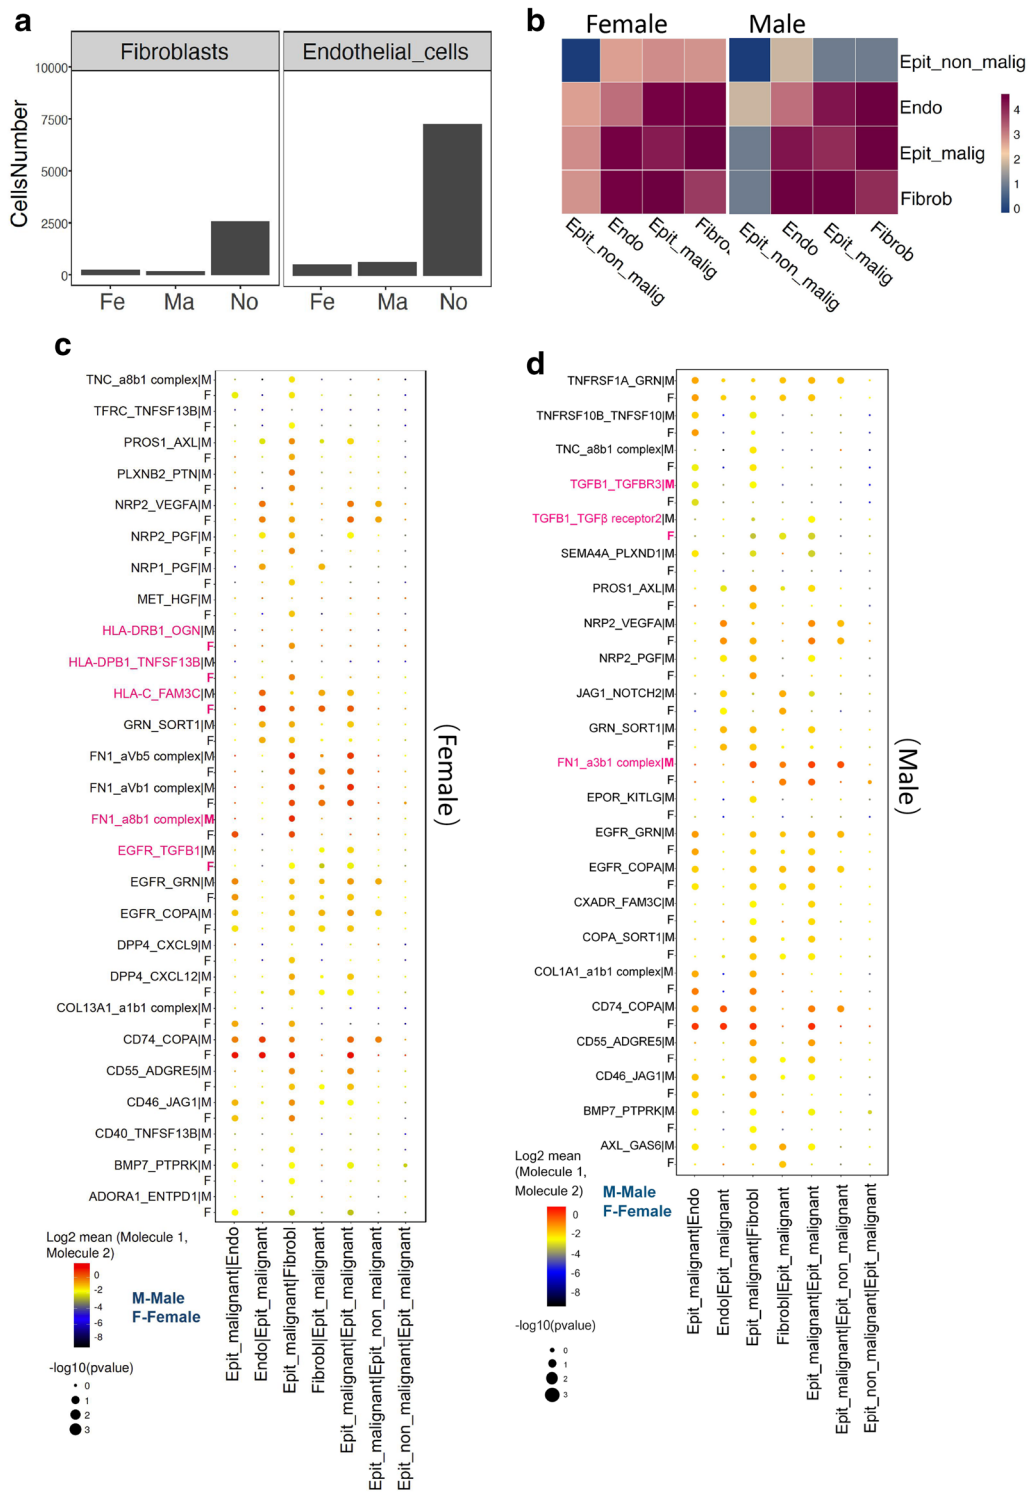 a
Fibroblasts
Endothelial_cells
CellsNumber
10000
7500
5000
2500
0
Fe
Ma
No
Fe
Ma
No
b
Female
Male
Epit_non_malig
Endo
Epit_malig
Fibrob
4
3
2
1
0
Epit_non_malig
Endo
Epit_malig
Fibro
Epit_non_malig
Endo
Epit_malig
Fibrob
c
TNC_a8b1 complex|M
F
TFRC_TNFSF13B|M
F
PROS1_AXL|M
F
PLXNB2_PTN|M
F
NRP2_VEGFA|M
F
NRP2_PGF|M
F
NRP1_PGF|M
F
MET_HGF|M
F
HLA-DRB1_OGN|M
F
HLA-DPB1_TNFSF13B|M
F
HLA-C_FAM3C|M
F
GRN_SORT1|M
F
FN1_aVb5 complex|M
F
FN1_aVb1 complex|M
F
FN1_a8b1 complex|M
F
EGFR_TGFB1|M
F
EGFR_GRN|M
F
EGFR_COPA|M
F
DPP4_CXCL9|M
F
DPP4_CXCL12|M
F
COL13A1_a1b1 complex|M
F
CD74_COPA|M
F
CD55_ADGRE5|M
F
CD46_JAG1|M
F
CD40_TNFSF13B|M
F
BMP7_PTPRK|M
F
ADORA1_ENTPD1|M
F
(Female)
Epit_malignant|Endo
Endo|Epit_malignant
Epit_malignant|Fibrobl
Fibrobl|Epit_malignant
Epit_malignant|Epit_malignant
Epit_malignant|Epit_non_malignant
Epit_non_malignant|Epit_malignant
Log2 mean (Molecule 1,
Molecule 2)
0
-2
-4
-6
-8
M-Male
F-Female
-log10(pvalue)
0
1
2
3
d
TNFRSF1A_GRN|M
F
TNFRSF10B_TNFSF10|M
F
TNC_a8b1 complex|M
F
TGFB1_TGFBR3|M
F
TGFB1_TGFβ receptor2|M
F
SEMA4A_PLXND1|M
F
PROS1_AXL|M
F
NRP2_VEGFA|M
F
NRP2_PGF|M
F
JAG1_NOTCH2|M
F
GRN_SORT1|M
F
FN1_a3b1 complex|M
F
EPOR_KITLG|M
F
EGFR_GRN|M
F
EGFR_COPA|M
F
CXADR_FAM3C|M
F
COPA_SORT1|M
F
COL1A1_a1b1 complex|M
F
CD74_COPA|M
F
CD55_ADGRE5|M
F
CD46_JAG1|M
F
BMP7_PTPRK|M
F
AXL_GAS6|M
F
(Male)
Epit_malignant|Endo
Endo|Epit_malignant
Epit_malignant|Fibrobl
Fibrobl|Epit_malignant
Epit_malignant|Epit_malignant
Epit_malignant|Epit_non_malignant
Epit_non_malignant|Epit_malignant
Log2 mean
(Molecule 1,
Molecule 2)
0
-2
-4
-6
-8
M-Male
F-Female
-log10(pvalue)
0
1
2
3